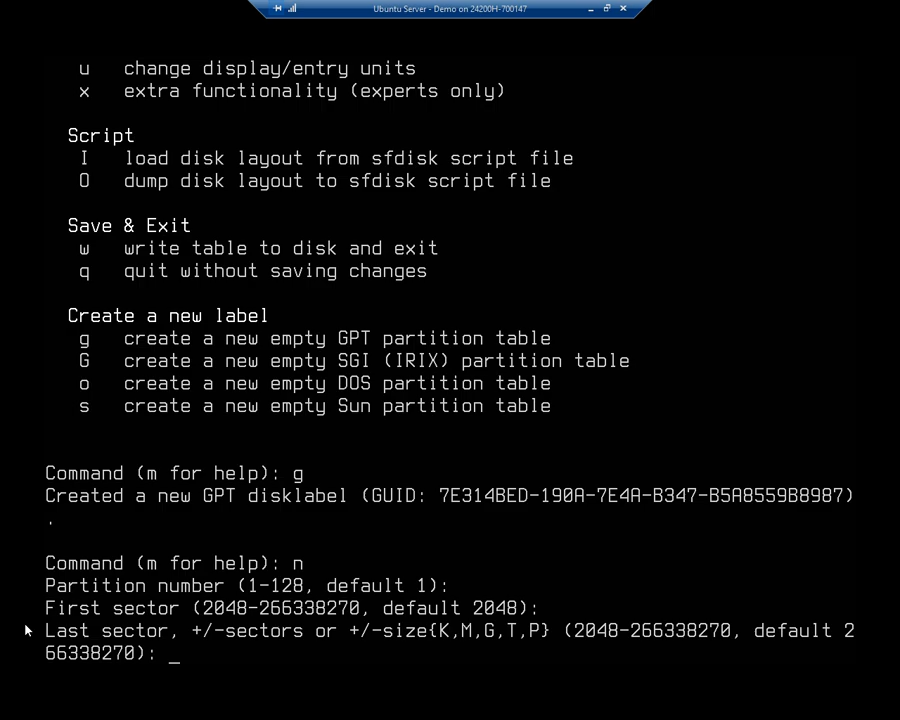 Ubuntu Server - Demo on 24200H-700147
u change display/entry units
x extra functionality (experts only)
Script
I load disk layout from sfdisk script file
O dump disk layout to sfdisk script file
Save & Exit
w write table to disk and exit
q quit without saving changes
Create a new label
g create a new empty GPT partition table
G create a new empty SGI (IRIX) partition table
o create a new empty DOS partition table
s create a new empty Sun partition table
Command (m for help): g
Created a new GPT disklabel (GUID: 7E314BED-190A-7E4A-B347-B5A8559B8987)
.
Command (m for help): n
Partition number (1-128, default 1):
First sector (2048-266338270, default 2048):
Last sector, +/-sectors or +/-size{K,M,G,T,P} (2048-266338270, default 2
66338270): _